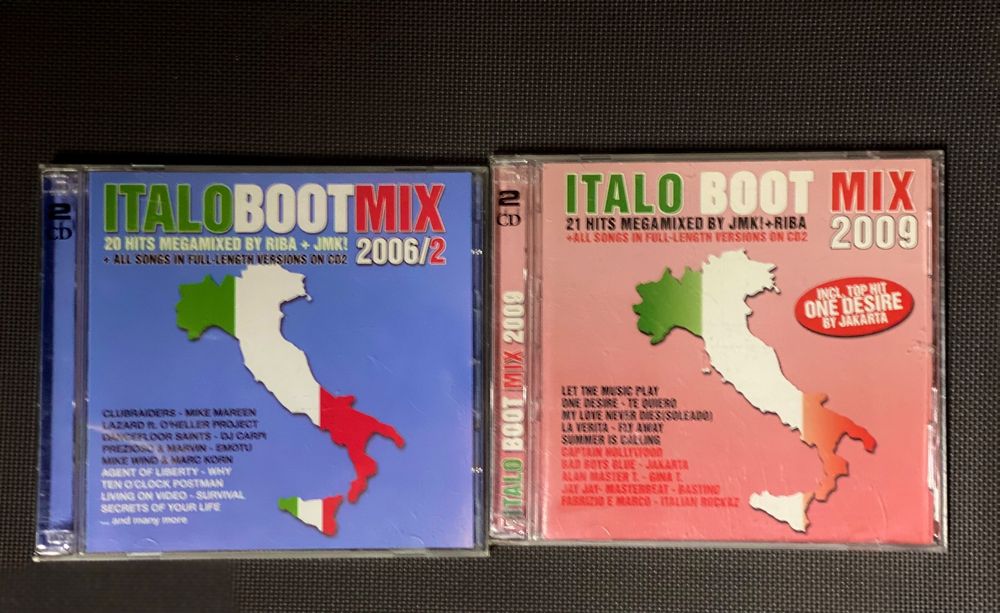 2
CD
ITALOBOOTMIX
20 HITS MEGAMIXED BY RIBA + JMK!
+ ALL SONGS IN FULL-LENGTH VERSIONS ON CD2
2006/2
CLUBRAIDERS - MIKE MAREEN
LAZARD ft. O'HELLER PROJECT
DANCEFLOOR SAINTS - DJ CARPI
PREZIOSO & MARVIN - EMOTU
MIKE WIND & MARC KORN
AGENT OF LIBERTY - WHY
TEN O'CLOCK POSTMAN
LIVING ON VIDEO - SURVIVAL
SECRETS OF YOUR LIFE
... and many more
2
CD
ITALO BOOT MIX 2009
ITALO BOOT MIX
21 HITS MEGAMIXED BY JMK!+RIBA
+ALL SONGS IN FULL-LENGTH VERSIONS ON CD2
2009
INCL. TOP HIT
ONE DESIRE
BY JAKARTA
LET THE MUSIC PLAY
ONE DESIRE - TE QUIERO
MY LOVE NEVER DIES(SOLEADO)
LA VERITA - FLY AWAY
SUMMER IS CALLING
CAPTAIN HOLLYWOOD
BAD BOYS BLUE - JAKARTA
ALAN MASTER T. - GINA T.
JAY JAY- MASTERBEAT - BASTINO
FABRIZIO E MARCO - ITALIAN ROCKAZ